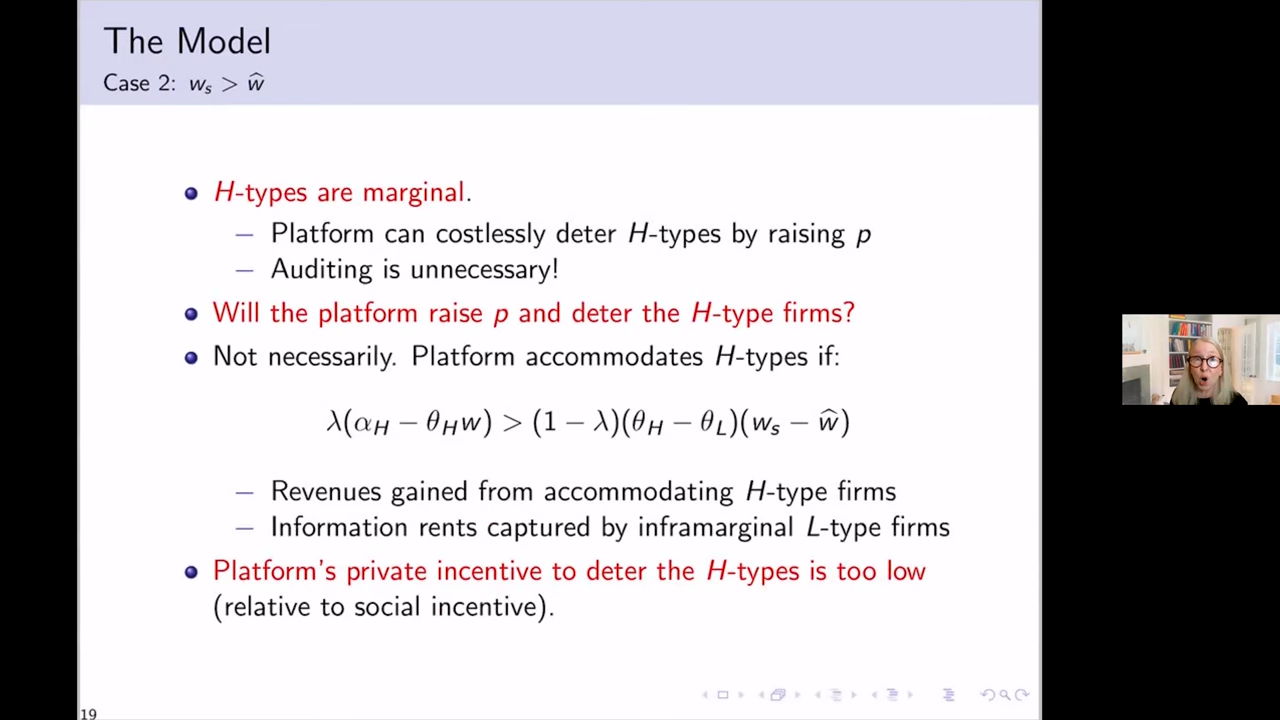 The Model
Case 2: wₛ > ŵ
H-types are marginal.
– Platform can costlessly deter H-types by raising p
– Auditing is unnecessary!
Will the platform raise p and deter the H-type firms?
Not necessarily. Platform accommodates H-types if:
λ(α_H − θ_H w) > (1 − λ)(θ_H − θ_L)(wₛ − ŵ)
– Revenues gained from accommodating H-type firms
– Information rents captured by inframarginal L-type firms
Platform's private incentive to deter the H-types is too low
(relative to social incentive).
19